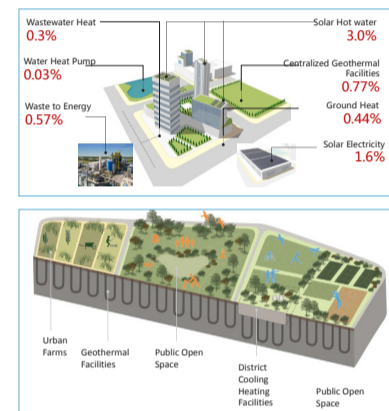 Wastewater Heat
0.3%
Water Heat Pump
0.03%
Waste to Energy
0.57%
Solar Hot water
3.0%
Centralized Geothermal
Facilities
0.77%
Ground Heat
0.44%
Solar Electricity
1.6%
Urban
Farms
Geothermal
Facilities
Public Open
Space
District
Cooling
Heating
Facilities
Public Open
Space